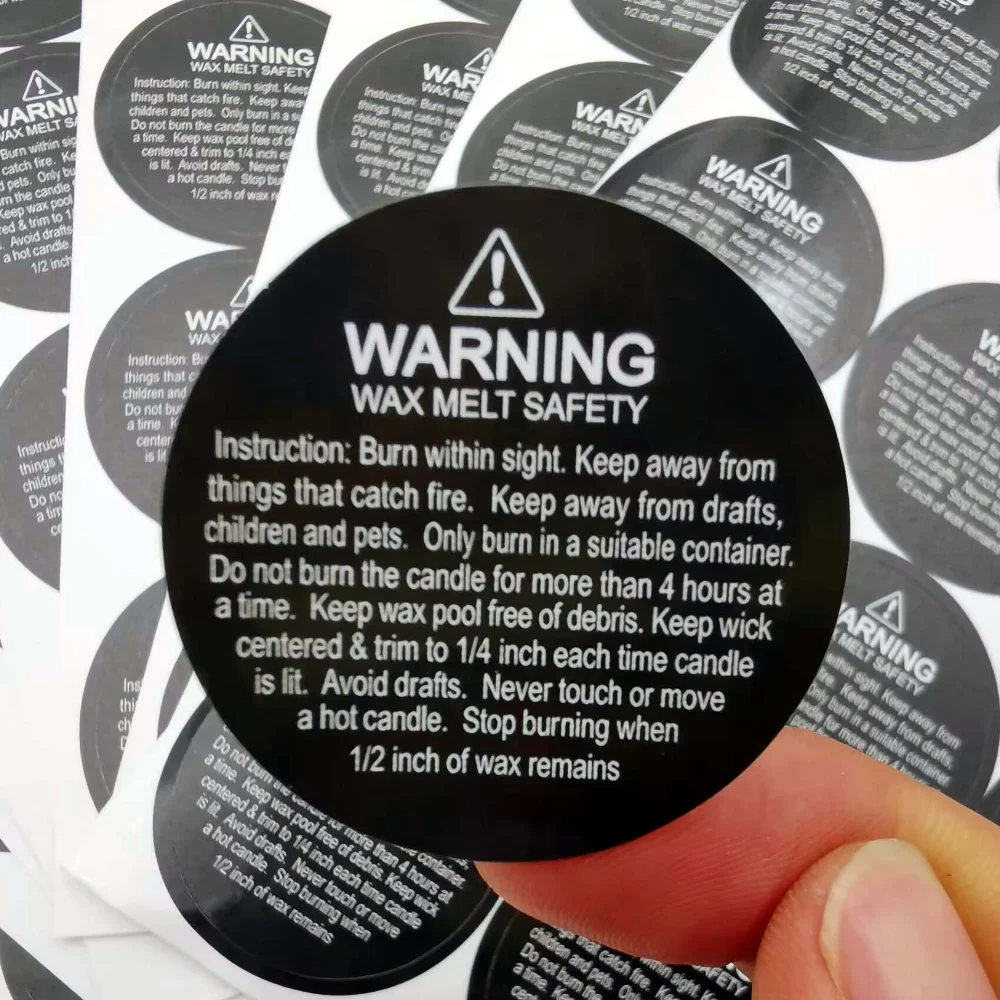 WARNING
WAX MELT SAFETY
Instruction: Burn within sight. Keep away from
things that catch fire. Keep away from drafts,
children and pets. Only burn in a suitable container.
Do not burn the candle for more than 4 hours at
a time. Keep wax pool free of debris. Keep wick
centered & trim to 1/4 inch each time candle
is lit. Avoid drafts. Never touch or move
a hot candle. Stop burning when
1/2 inch of wax remains